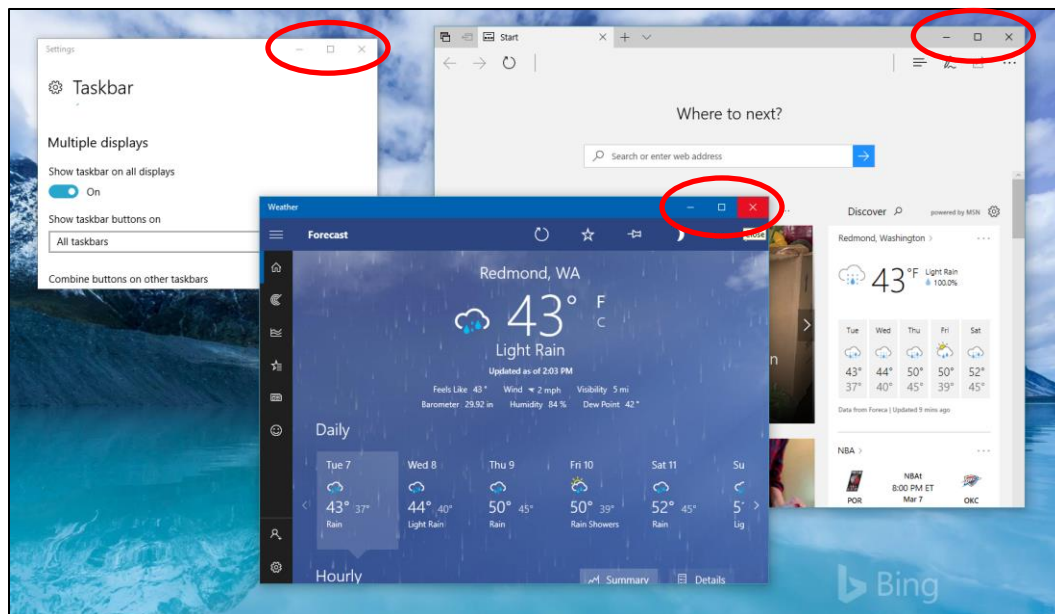 Settings
Taskbar
Multiple displays
Show taskbar on all displays
On
Show taskbar buttons on
All taskbars
Combine buttons on other taskbars
Start
Where to next?
Search or enter web address
Discover
powered by MSN
Redmond, Washington >
43°F
Light Rain
100.0%
Tue Wed Thu Fri Sat
43° 44° 50° 50° 52°
37° 40° 45° 39° 45°
Data from Foreca | Updated 9 mins ago
NBA >
NBAt
8:00 PM ET
POR Mar 7 OKC
n
Weather
Forecast
Redmond, WA
43° F
C
Light Rain
Updated as of 2:03 PM
Feels Like 43° Wind 2 mph Visibility 5 mi
Barometer 29.92 in Humidity 84 % Dew Point 42°
Daily
Tue 7 Wed 8 Thu 9 Fri 10 Sat 11 Su
43° 37° 44° 40° 50° 45° 50° 39° 52° 45° 5
Rain Light Rain Rain Rain Showers Rain Lig
Hourly
Summary Details
Bing